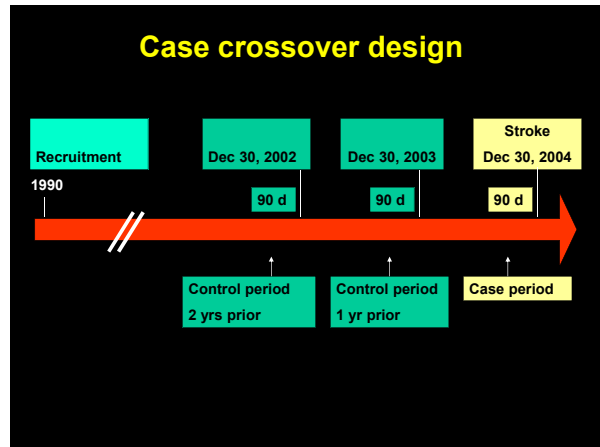 Case crossover design
Recruitment
Dec 30, 2002
Dec 30, 2003
Stroke
Dec 30, 2004
1990
90 d
90 d
90 d
Control period
2 yrs prior
Control period
1 yr prior
Case period